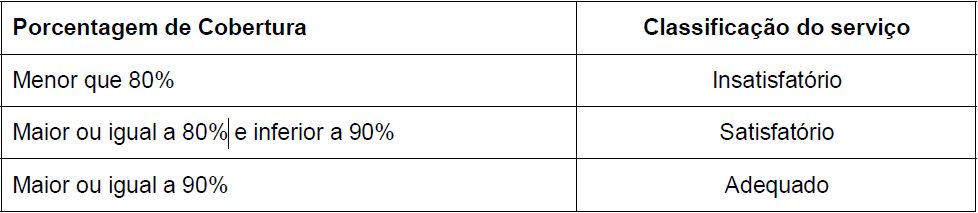 Porcentagem de Cobertura Classificação do serviço
Menor que 80% Insatisfatório
Maior ou igual a 80% e inferior a 90% Satisfatório
Maior ou igual a 90% Adequado